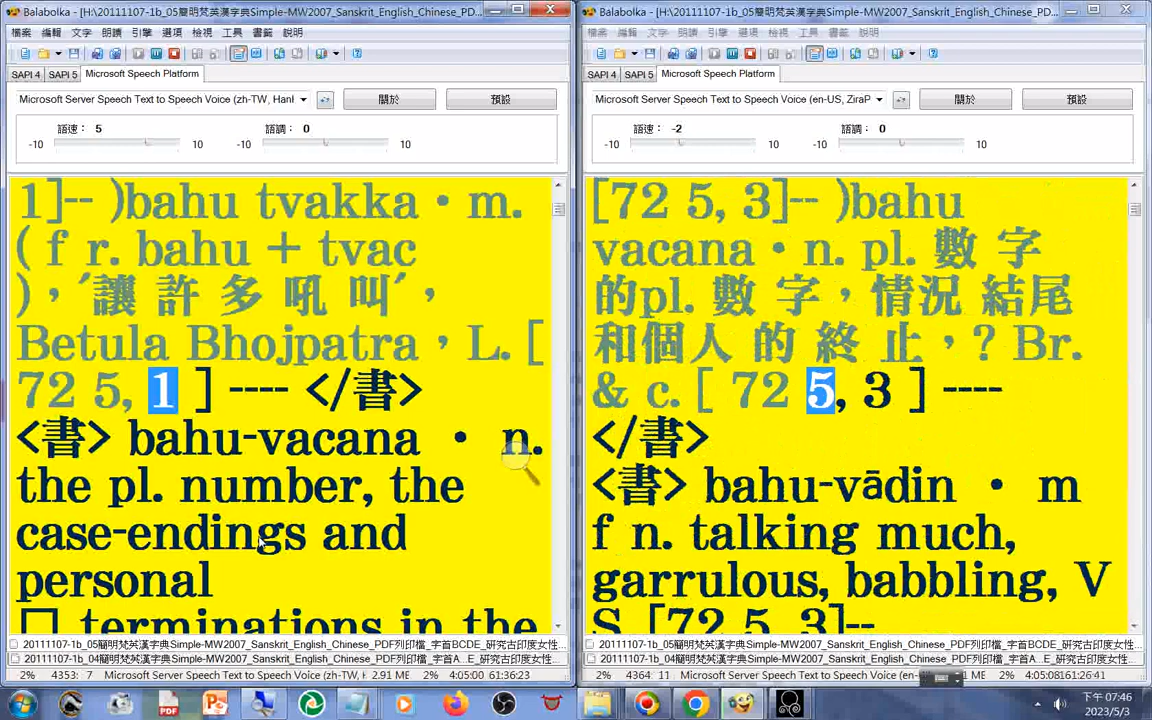 Balabolka - [H:\20111107-1b_05簡明梵英漢字典Simple-MW2007_Sanskrit_English_Chinese_PD...
檔案 編輯 文字 朗讀 引擎 選項 檢視 工具 書籤 說明
SAPI 4 SAPI 5 Microsoft Speech Platform
Microsoft Server Speech Text to Speech Voice (zh-TW, HanI 關於 預設
語速： 5 語調： 0
-10 10 -10 10
1]-- )bahu tvakka • m.
( f r. bahu + tvac
)，ˊ讓 許 多 吼 叫ˊ，
Betula Bhojpatra，L. [
72 5, 1 ] ---- </書>
<書> bahu-vacana • n.
the pl. number, the
case-endings and
personal
□ terminations in the
20111107-1b_05簡明梵英漢字典Simple-MW2007_Sanskrit_English_Chinese_PDF列印檔_字首BCDE_研究古印度女性...
20111107-1b_04簡明梵英漢字典Simple-MW2007_Sanskrit_English_Chinese_PDF列印檔_字首A...E_研究古印度女性...
2% 4353: 7 Microsoft Server Speech Text to Speech Voice (zh-TW, 2.91 ME 2% 4:05:00 61:36:23
Balabolka - [H:\20111107-1b_05簡明梵英漢字典Simple-MW2007_Sanskrit_English_Chinese_PD...
檔案 編輯 文字 朗讀 引擎 選項 檢視 工具 書籤 說明
SAPI 4 SAPI 5 Microsoft Speech Platform
Microsoft Server Speech Text to Speech Voice (en-US, ZiraP 關於 預設
語速： -2 語調： 0
-10 10 -10 10
[72 5, 3]-- )bahu
vacana • n. pl. 數 字
的pl. 數 字，情況 結尾
和個人 的 終 止，? Br.
& c. [ 72 5, 3 ] ----
</書>
<書> bahu-vādin • m
f n. talking much,
garrulous, babbling, V
S. [72 5, 3]--
20111107-1b_05簡明梵英漢字典Simple-MW2007_Sanskrit_English_Chinese_PDF列印檔_字首BCDE_研究古印度女性...
20111107-1b_04簡明梵英漢字典Simple-MW2007_Sanskrit_English_Chinese_PDF列印檔_字首A...E_研究古印度女性...
2% 4364: 11 Microsoft Server Speech Text to Speech Voice (en-U ME 2% 4:05:08161:26:41
下午 07:46
2023/5/3